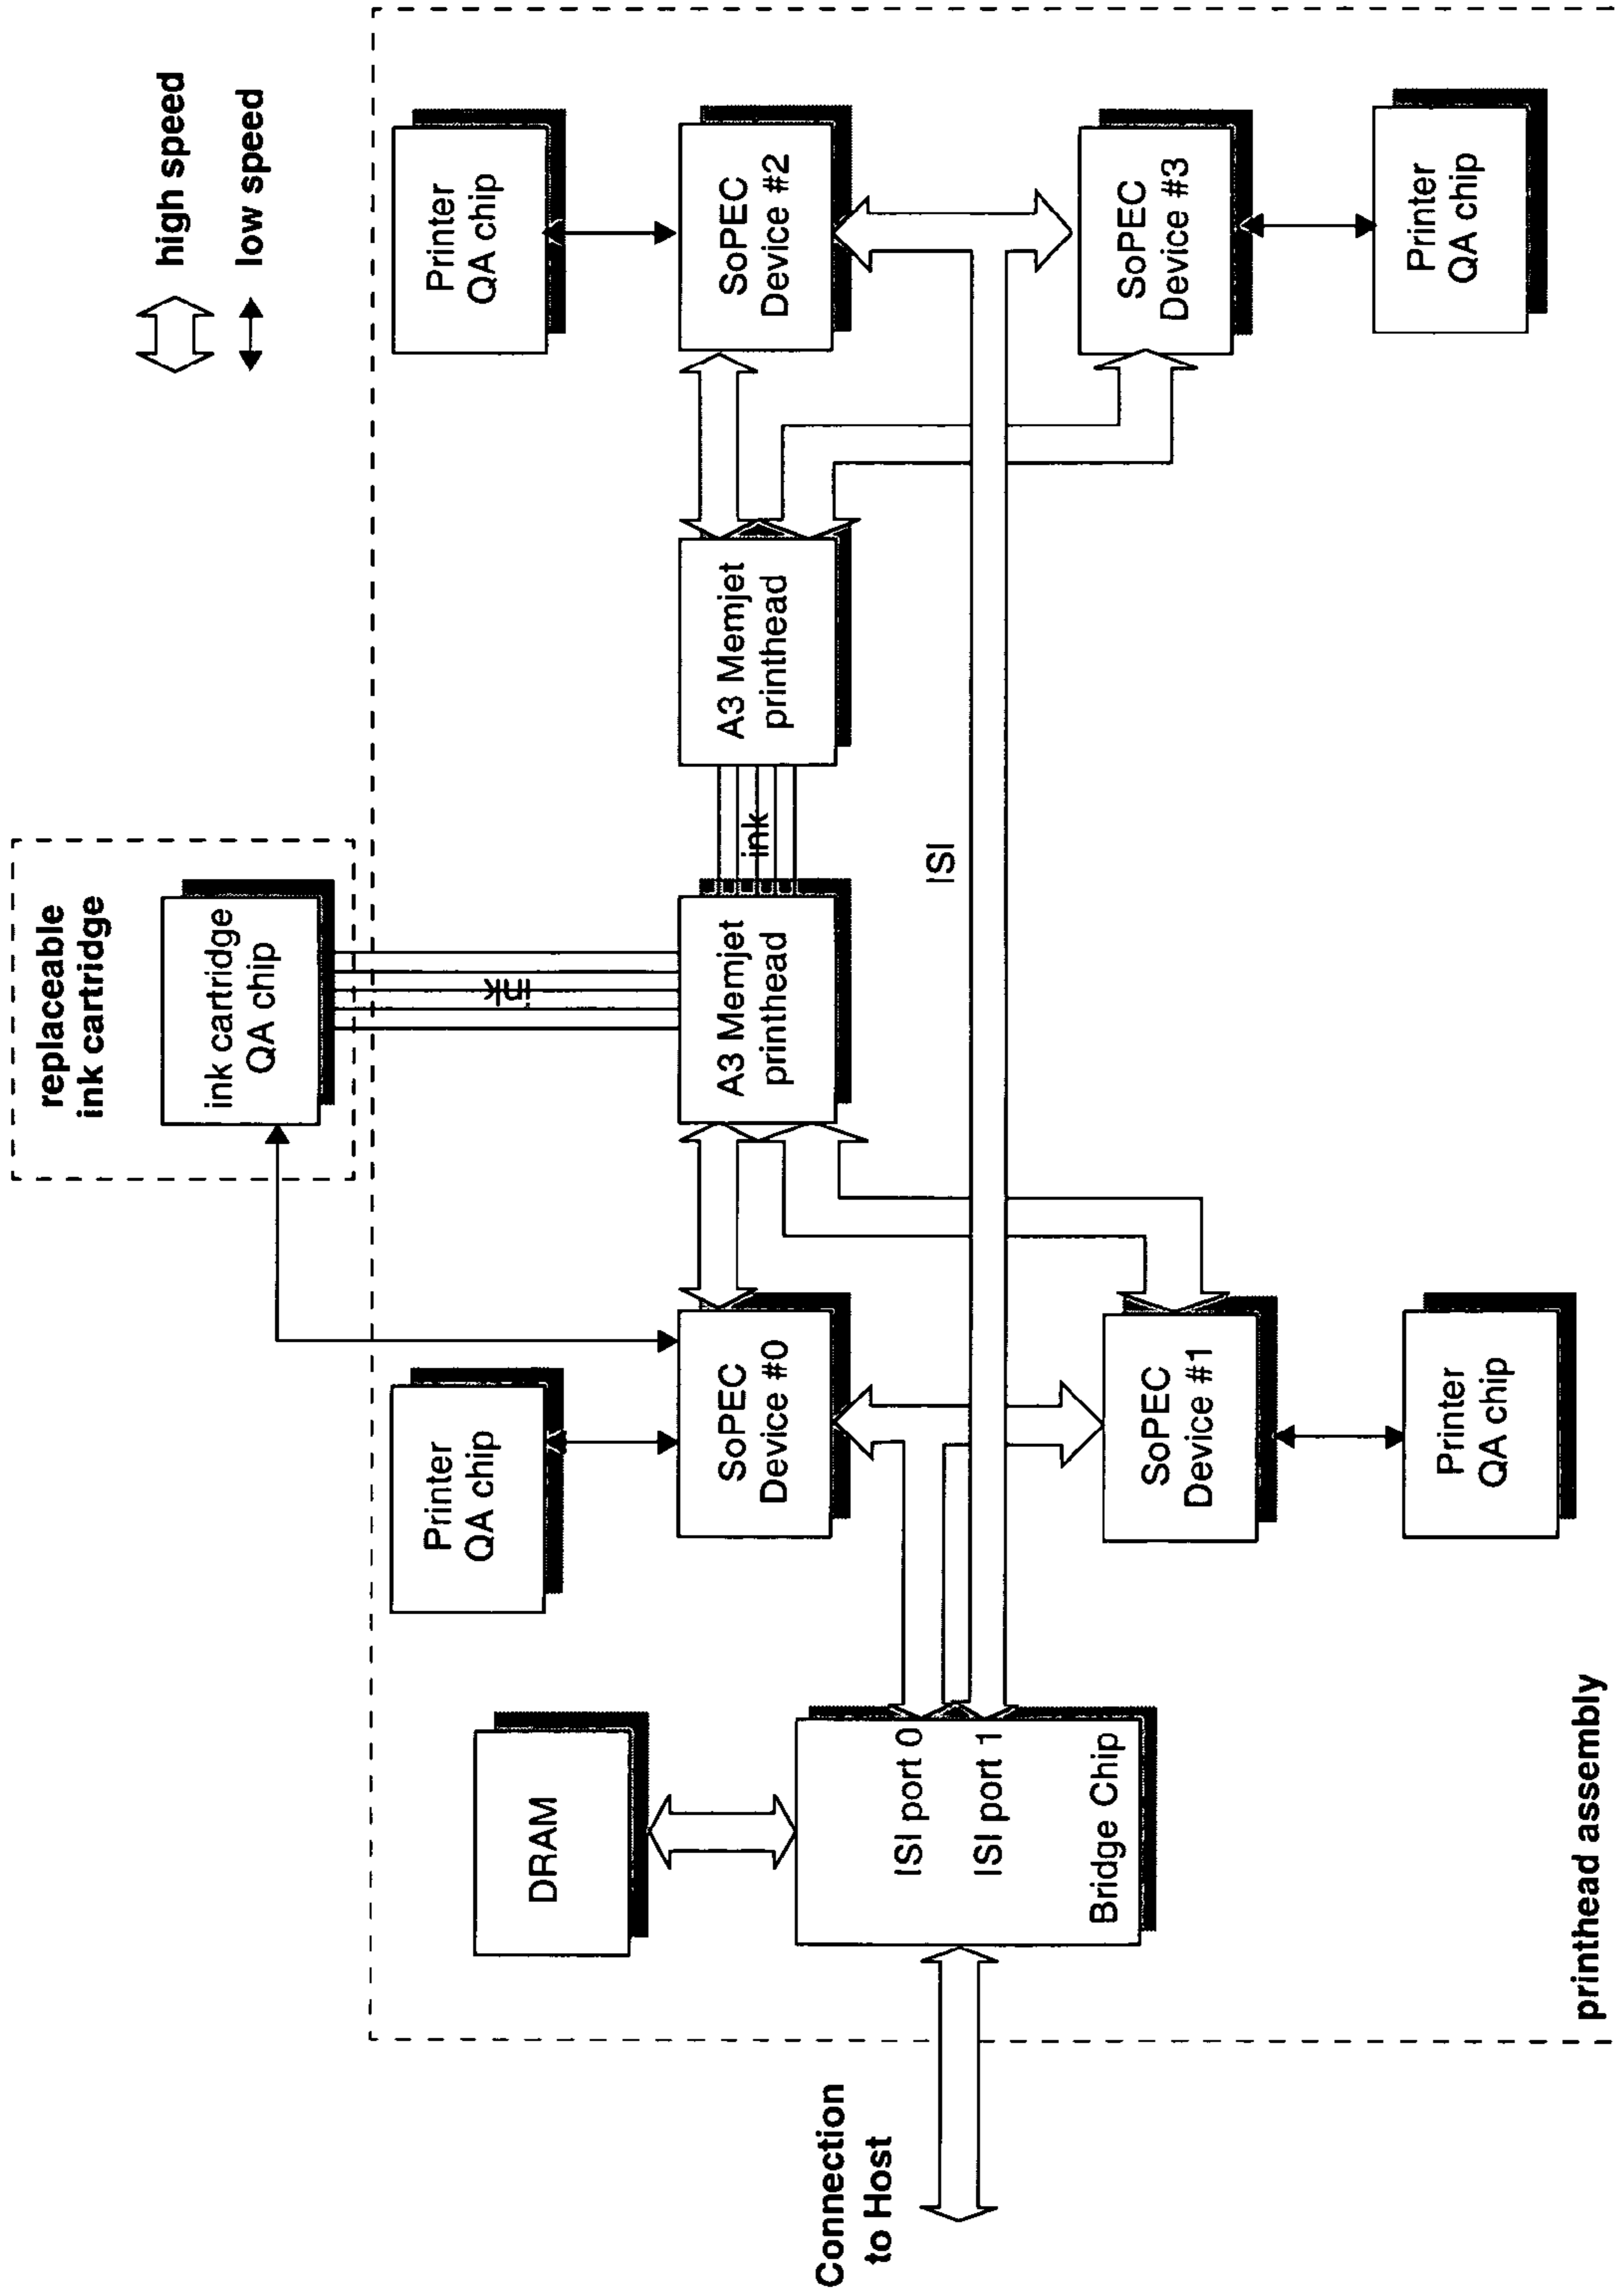 replaceable
ink cartridge
ink cartridge
QA chip
high speed
low speed
ink
Printer
QA chip
Printer
QA chip
DRAM
SoPEC
Device #0
A3 Memjet
printhead
ink
A3 Memjet
printhead
SoPEC
Device #2
Connection
to Host
ISI port 0
ISI port 1
Bridge Chip
ISI
SoPEC
Device #1
SoPEC
Device #3
Printer
QA chip
Printer
QA chip
printhead assembly